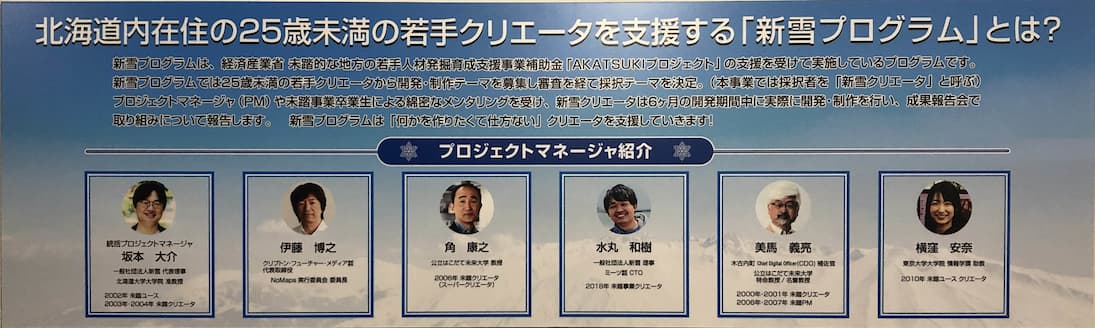 北海道内在住の25歳未満の若手クリエータを支援する「新雪プログラム」とは?
新雪プログラムは、経済産業省 未踏的な地方の若手人材発掘育成支援事業補助金「AKATSUKIプロジェクト」の支援を受けて実施しているプログラムです。
新雪プログラムでは25歳未満の若手クリエータから開発・制作テーマを募集し審査を経て採択テーマを決定。(本事業では採択者を「新雪クリエータ」と呼ぶ)
プロジェクトマネージャ(PM)や未踏事業卒業生による綿密なメンタリングを受け、新雪クリエータは6ヶ月の開発期間中に実際に開発・制作を行い、成果報告会で
取り組みについて報告します。 新雪プログラムは「何かを作りたくて仕方ない」クリエータを支援していきます!
プロジェクトマネージャ紹介
統括プロジェクトマネージャ
坂本 大介
一般社団法人新雪 代表理事
北海道大学大学院 准教授
2002年 未踏ユース
2003年・2004年 未踏クリエータ
伊藤 博之
クリプトン・フューチャー・メディア㈱
代表取締役
NoMaps 実行委員会 委員長
角 康之
公立はこだて未来大学 教授
2006年 未踏クリエータ
(スーパークリエータ)
水丸 和樹
一般社団法人新雪 理事
ミーツ㈱ CTO
2018年 未踏事業クリエータ
美馬 義亮
木古内町 Chief Digital Officer(CDO) 補佐官
公立はこだて未来大学
特命教授/名誉教授
2000年-2001年 未踏クリエータ
2006年-2007年 未踏PM
横窪 安奈
東京大学大学院 情報学環 助教
2010年 未踏ユース クリエータ